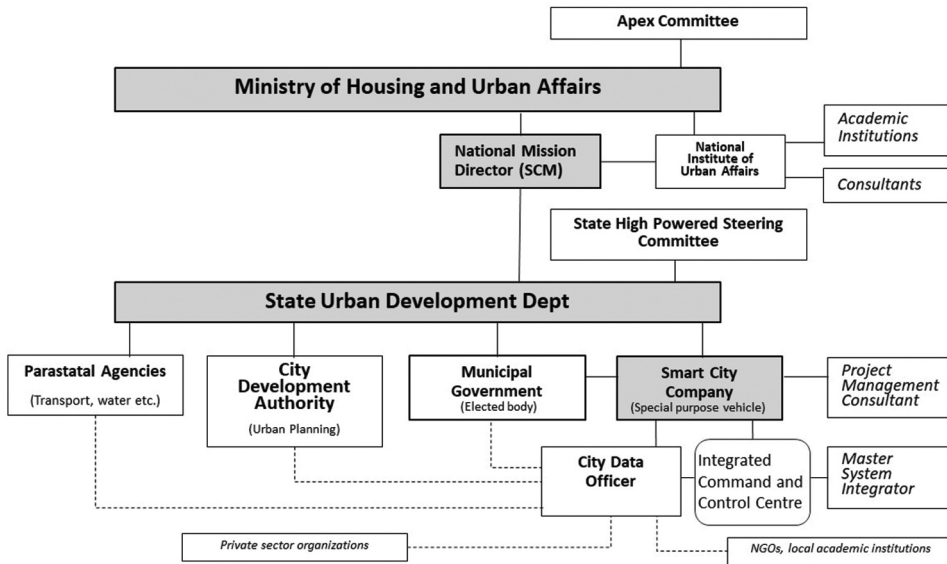 Apex Committee
Ministry of Housing and Urban Affairs
National Mission
Director (SCM)
National
Institute of
Urban Affairs
Academic
Institutions
Consultants
State High Powered Steering
Committee
State Urban Development Dept
Parastatal Agencies
(Transport, water etc.)
City
Development
Authority
(Urban Planning)
Municipal
Government
(Elected body)
Smart City
Company
(Special purpose vehicle)
Project
Management
Consultant
City Data
Officer
Integrated
Command and
Control Centre
Master
System
Integrator
Private sector organizations
NGOs, local academic institutions